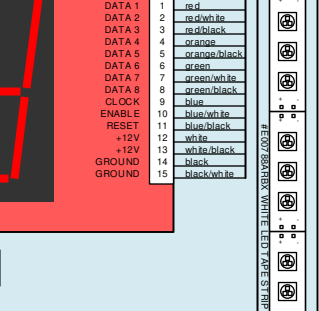 DATA 1 1 red
DATA 2 2 red/white
DATA 3 3 red/black
DATA 4 4 orange
DATA 5 5 orange/black
DATA 6 6 green
DATA 7 7 green/white
DATA 8 8 green/black
CLOCK 9 blue
ENABLE 10 blue/white
RESET 11 blue/black
+12V 12 white
+12V 13 white/black
GROUND 14 black
GROUND 15 black/white
#E00788ARBX WHITE LED TAPE STRIP